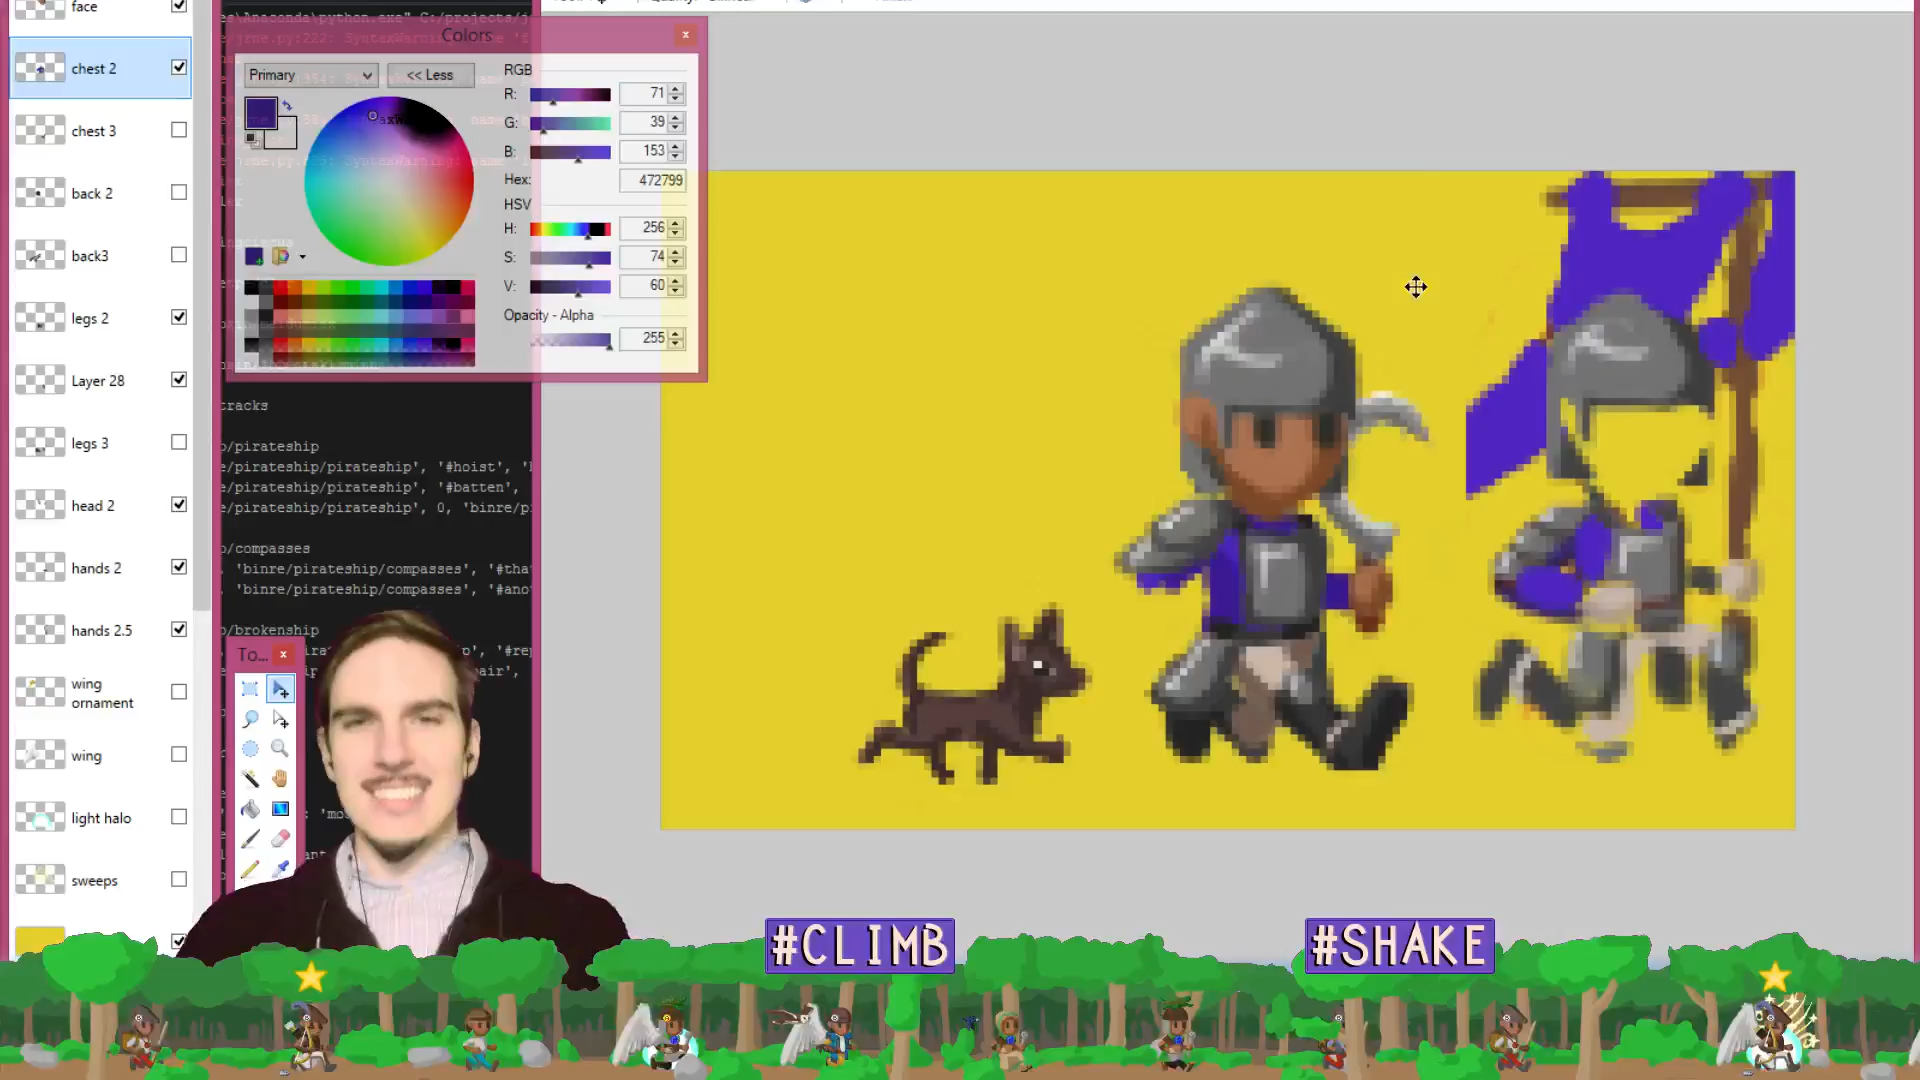 face
chest 2
chest 3
back 2
back3
legs 2
Layer 28
legs 3
head 2
hands 2
hands 2.5
wing
ornament
wing
light halo
sweeps
Colors
Primary
<< Less
RGB
R: 71
G: 39
B: 153
Hex: 472799
HSV
H: 256
S: 74
V: 60
Opacity - Alpha
255
tracks
o/pirateship
e/pirateship/pirateship', '#hoist',
e/pirateship/pirateship', '#batten',
e/pirateship/pirateship', 0, 'binre/p
o/compasses
, 'binre/pirateship/compasses', '#tha
, 'binre/pirateship/compasses', '#ano
o/brokenship
To...
#CLIMB
#SHAKE